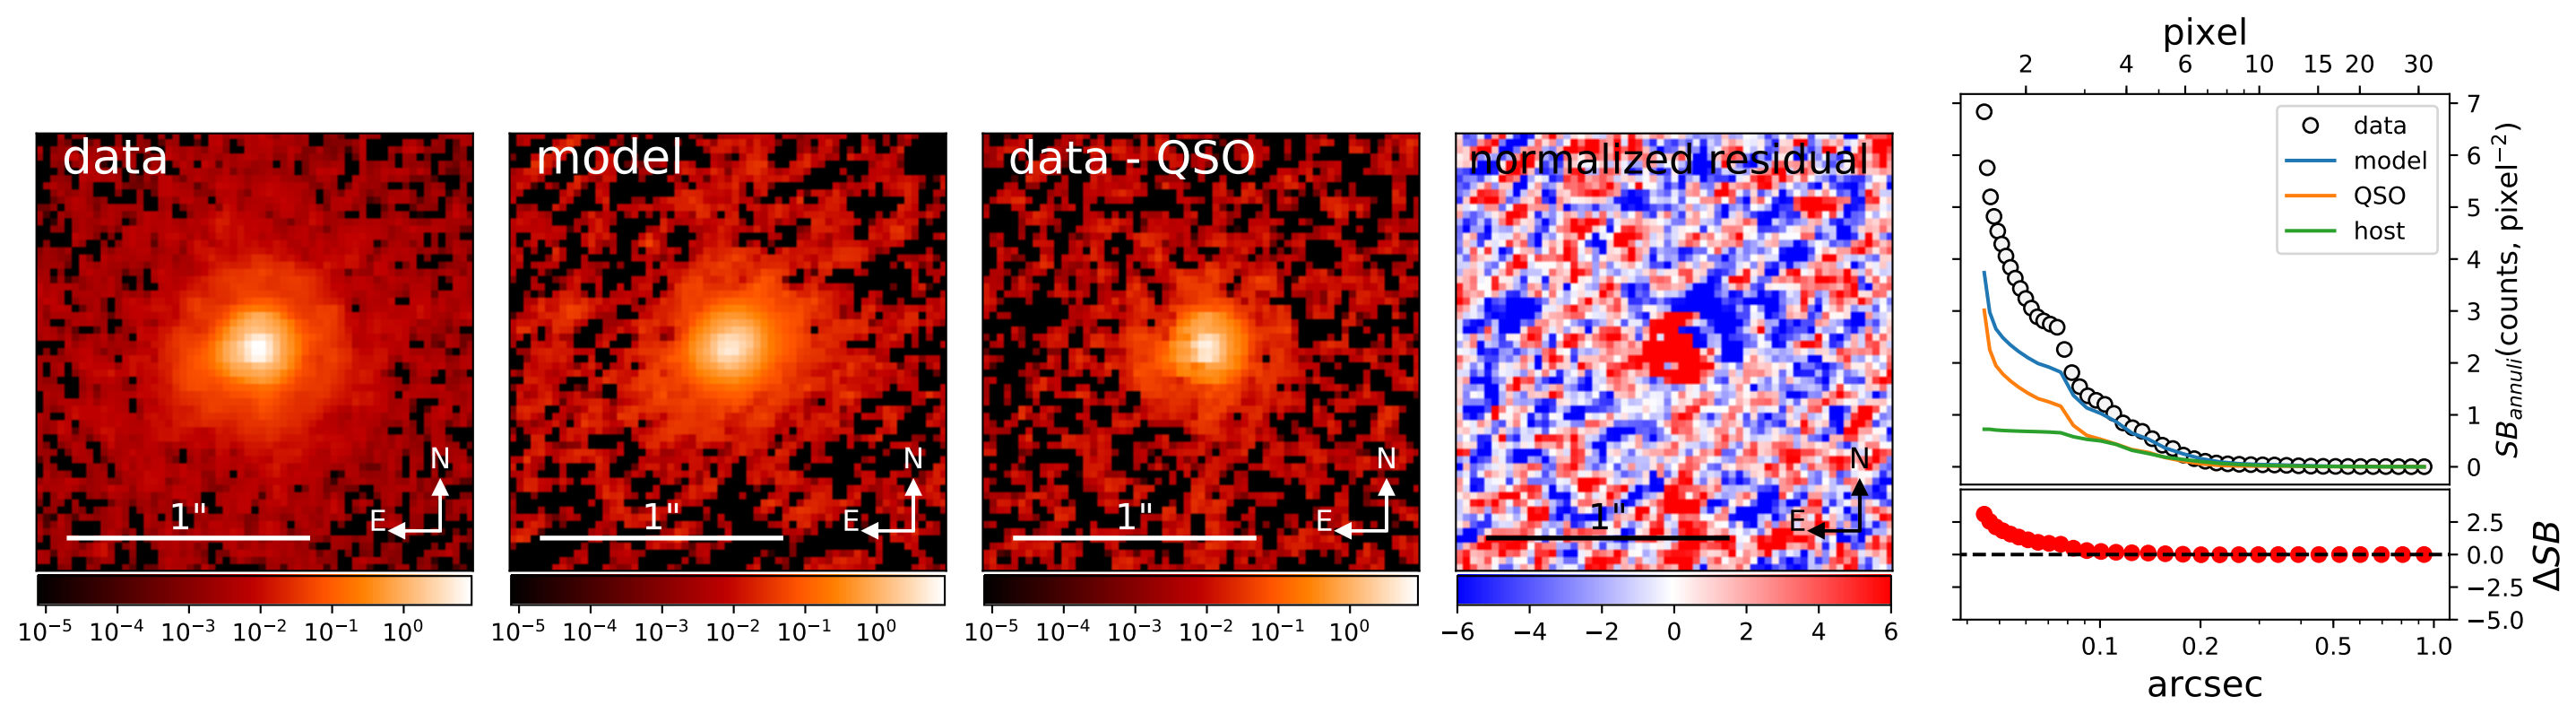 data
N
E
1"
10⁻⁵ 10⁻⁴ 10⁻³ 10⁻² 10⁻¹ 10⁰
model
N
E
1"
10⁻⁵ 10⁻⁴ 10⁻³ 10⁻² 10⁻¹ 10⁰
data - QSO
N
E
1"
10⁻⁵ 10⁻⁴ 10⁻³ 10⁻² 10⁻¹ 10⁰
normalized residual
N
E
1"
−6 −4 −2 0 2 4 6
pixel
2 4 6 10 15 20 30
data
model
QSO
host
7
6
5
4
3
2
1
0
SB_annuli(counts, pixel⁻²)
2.5
0.0
−2.5
−5.0
ΔSB
0.1 0.2 0.5 1.0
arcsec